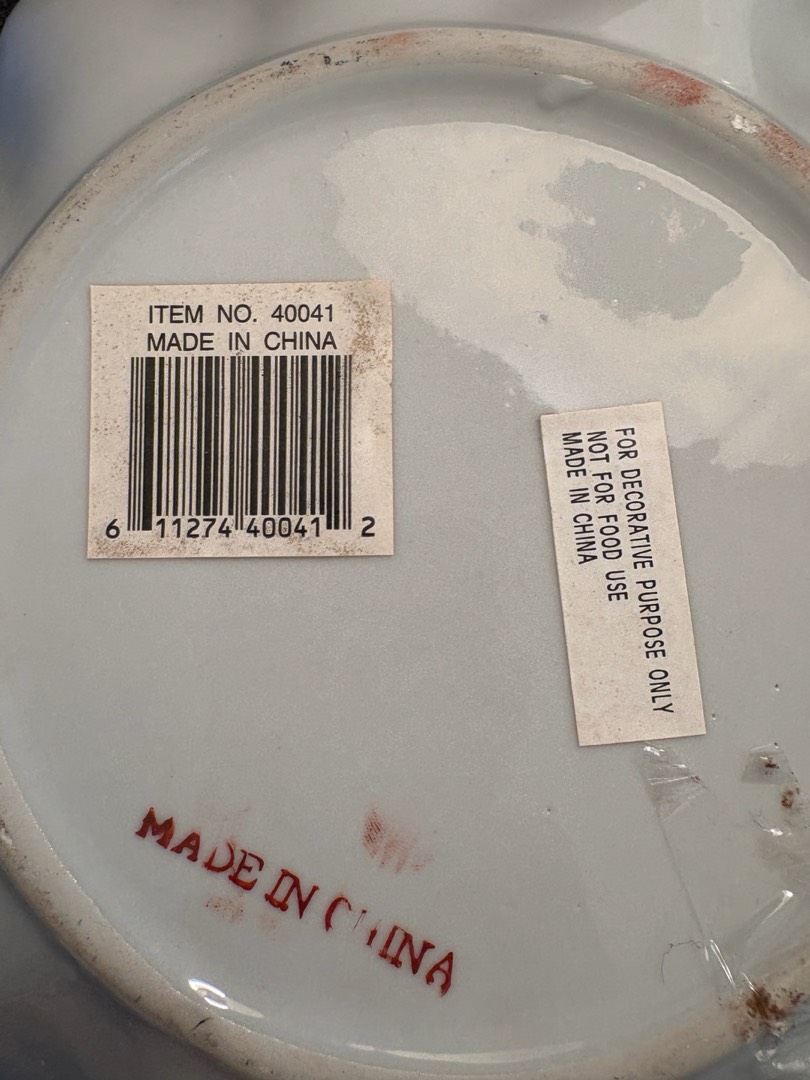 ITEM NO. 40041
MADE IN CHINA
6 11274 40041 2
FOR DECORATIVE PURPOSE ONLY
NOT FOR FOOD USE
MADE IN CHINA
MADE IN CHINA